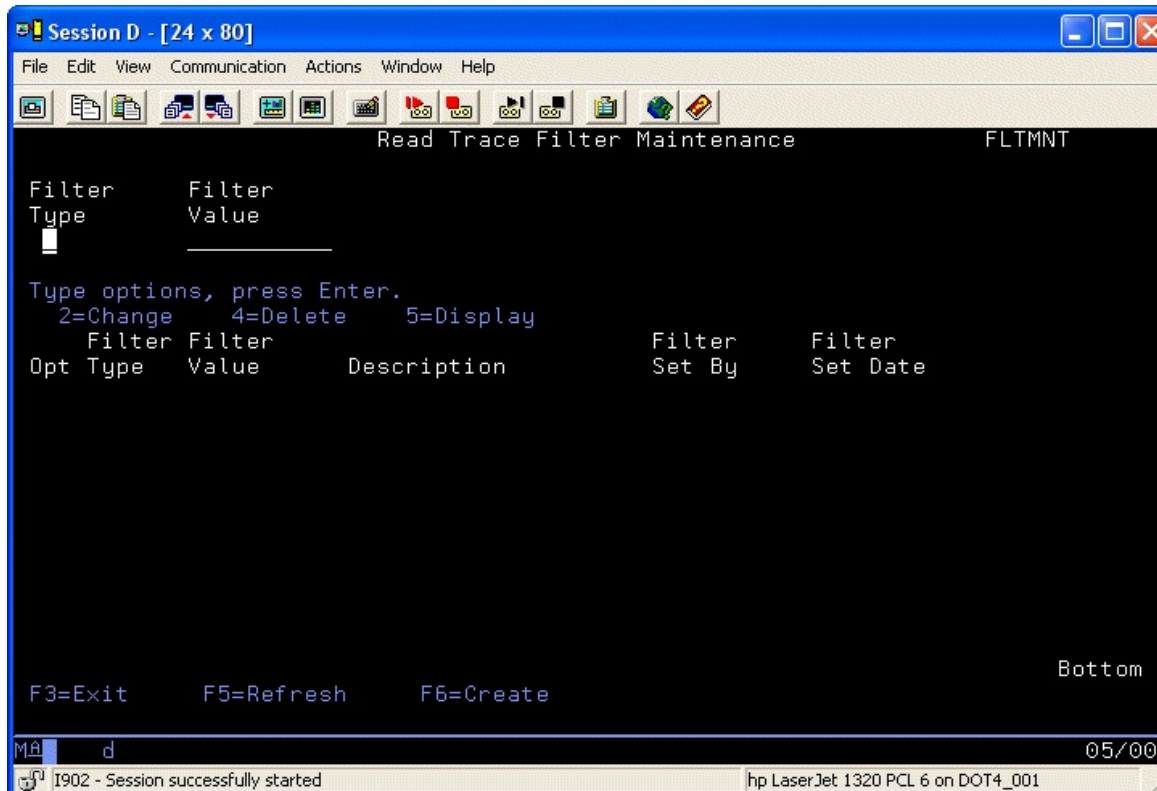 Session D - [24 x 80]
File Edit View Communication Actions Window Help
Read Trace Filter Maintenance FLTMNT
Filter Filter
Type Value
Type options, press Enter.
2=Change 4=Delete 5=Display
Filter Filter Filter Filter
Opt Type Value Description Set By Set Date
Bottom
F3=Exit F5=Refresh F6=Create
MA d 05/00
I902 - Session successfully started hp LaserJet 1320 PCL 6 on DOT4_001